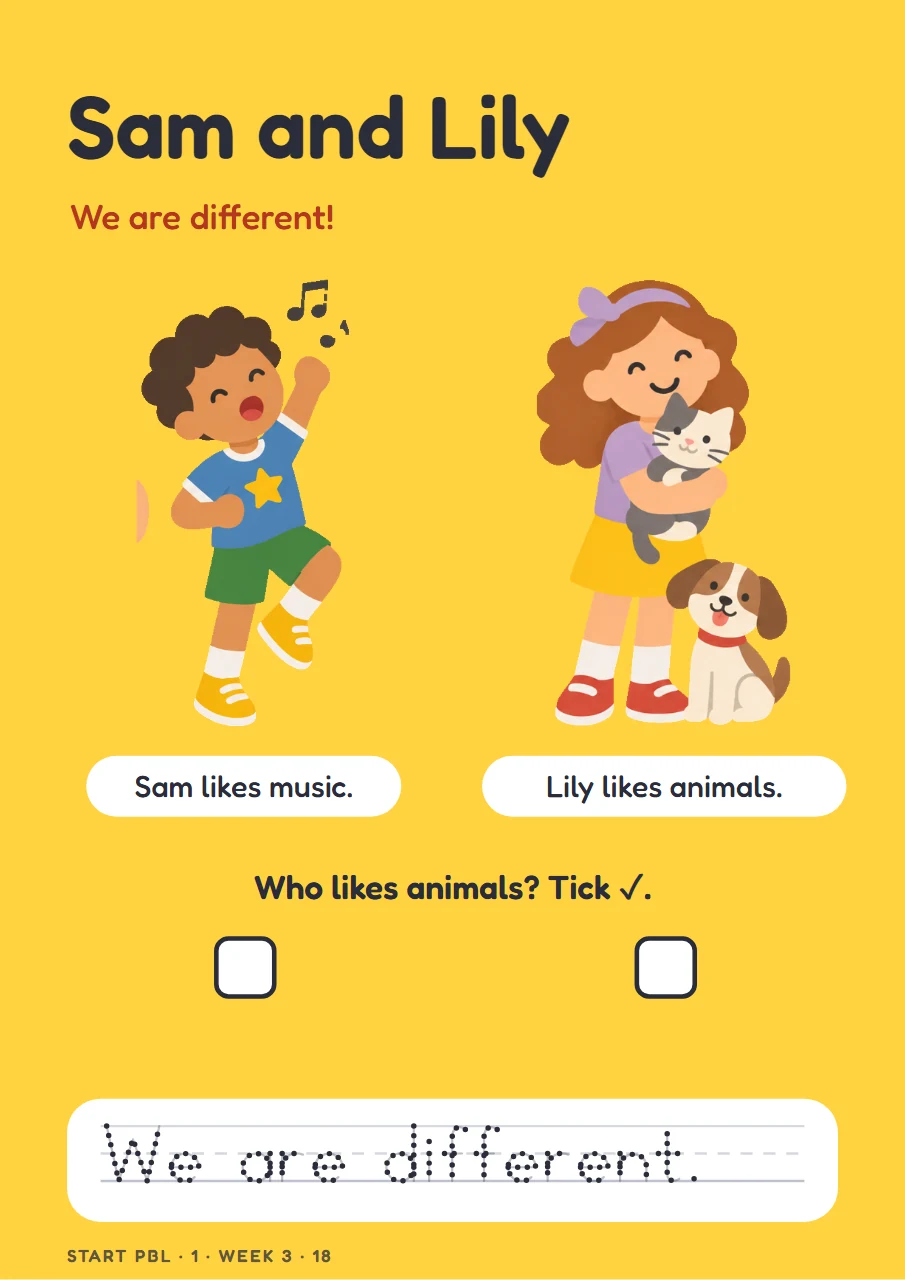 Sam and Lily
We are different!
Sam likes music.
Lily likes animals.
Who likes animals? Tick ✓.
We are different.
START PBL · 1 · WEEK 3 · 18